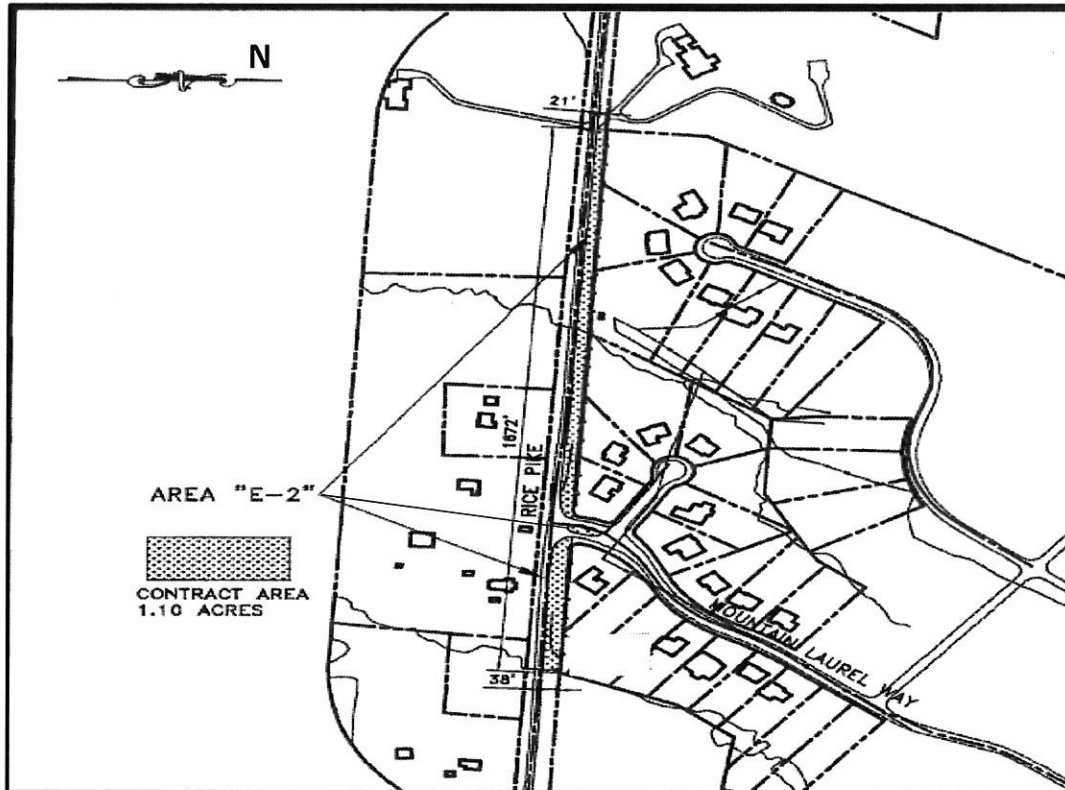 N
21'
1672'
RICE PIKE
AREA "E-2"
CONTRACT AREA
1.10 ACRES
MOUNTAIN LAUREL WAY
38'